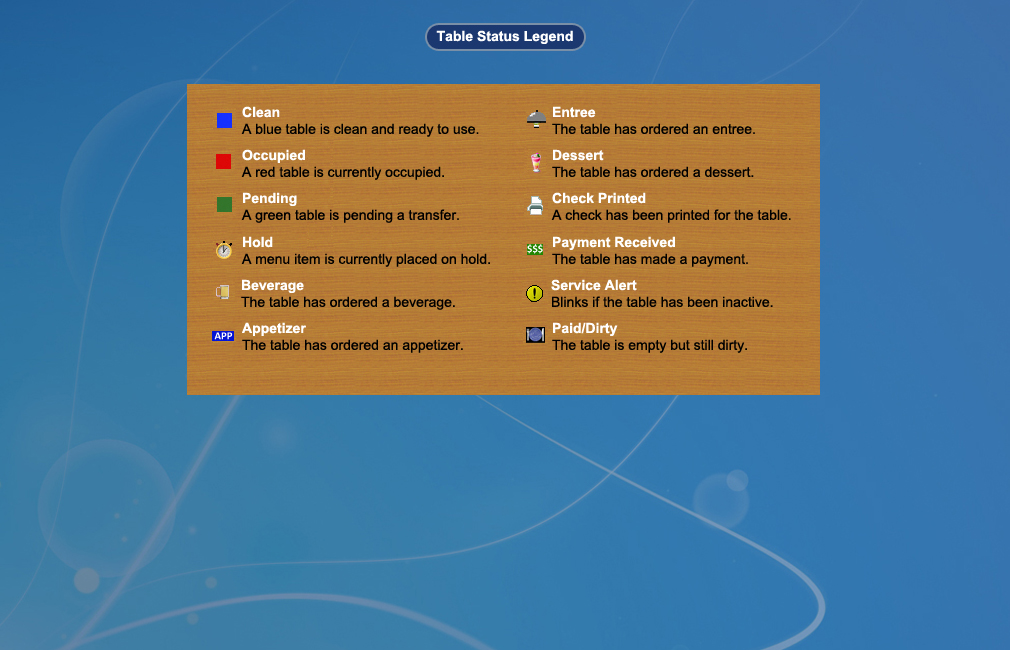 Table Status Legend
Clean
A blue table is clean and ready to use.
Occupied
A red table is currently occupied.
Pending
A green table is pending a transfer.
Hold
A menu item is currently placed on hold.
Beverage
The table has ordered a beverage.
APP
Appetizer
The table has ordered an appetizer.
Entree
The table has ordered an entree.
Dessert
The table has ordered a dessert.
Check Printed
A check has been printed for the table.
$$$
Payment Received
The table has made a payment.
!
Service Alert
Blinks if the table has been inactive.
Paid/Dirty
The table is empty but still dirty.